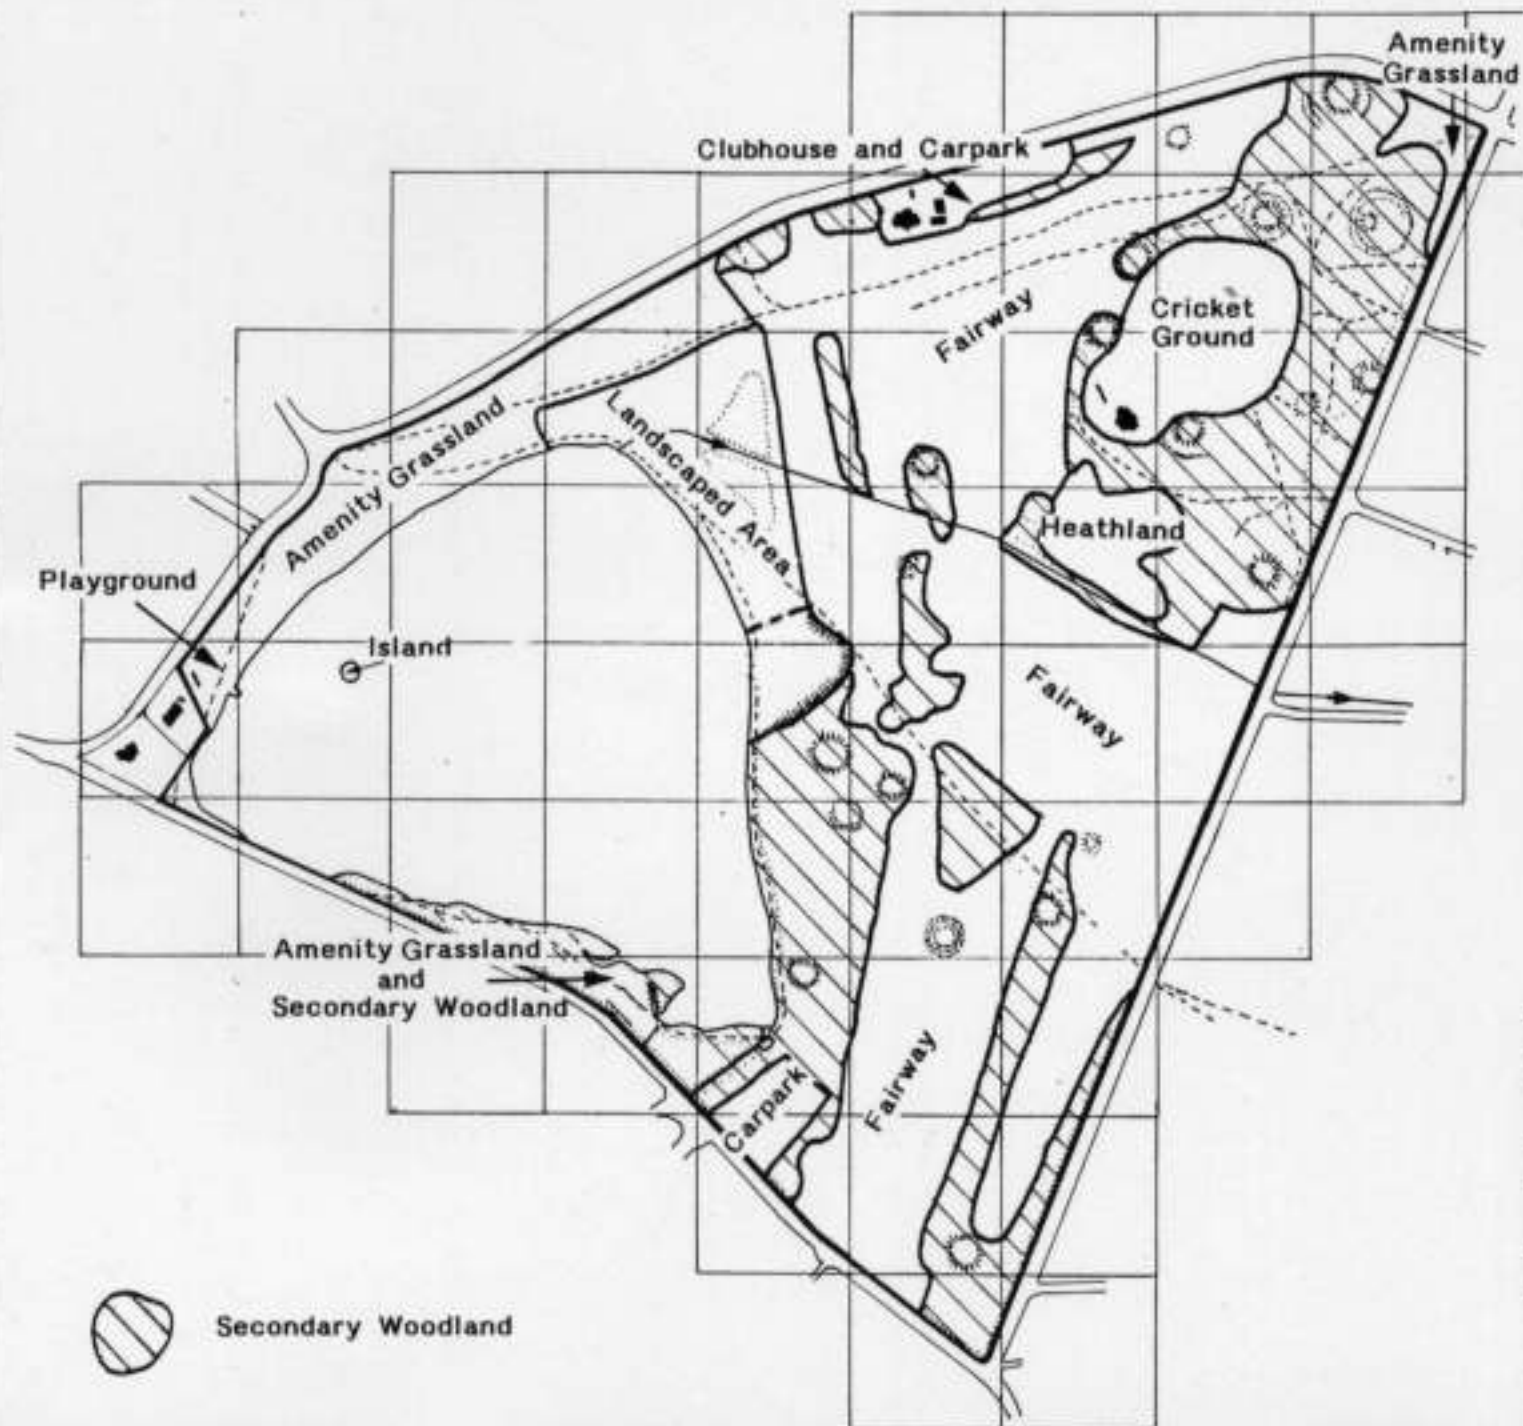 Amenity
Grassland
Clubhouse and Carpark
Cricket
Ground
Fairway
Amenity Grassland
Landscaped Area
Heathland
Playground
Island
Fairway
Amenity Grassland
and
Secondary Woodland
Fairway
Carpark
Secondary Woodland